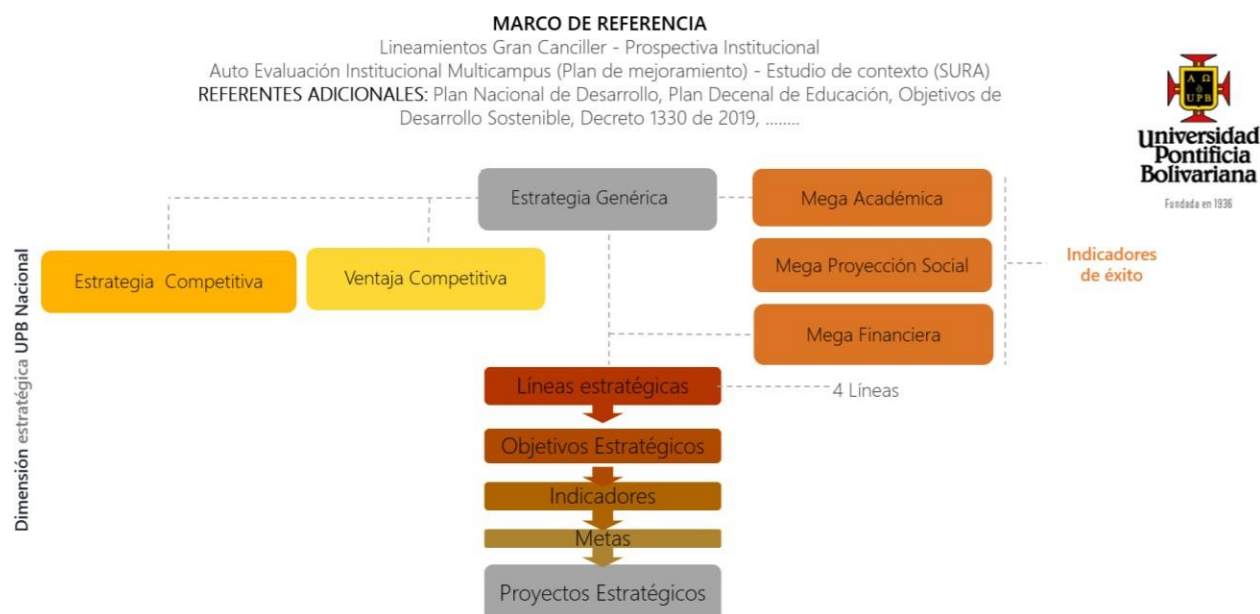 MARCO DE REFERENCIA
Lineamientos Gran Canciller - Prospectiva Institucional
Auto Evaluación Institucional Multicampus (Plan de mejoramiento) - Estudio de contexto (SURA)
REFERENTES ADICIONALES: Plan Nacional de Desarrollo, Plan Decenal de Educación, Objetivos de
Desarrollo Sostenible, Decreto 1330 de 2019, ........
A Ω
UPB
Universidad
Pontificia
Bolivariana
Fundada en 1936
Estrategia Genérica
Mega Académica
Estrategia Competitiva
Ventaja Competitiva
Mega Proyección Social
Indicadores
de éxito
Mega Financiera
Líneas estratégicas
4 Líneas
Objetivos Estratégicos
Indicadores
Metas
Proyectos Estratégicos
Dimensión estratégica UPB Nacional